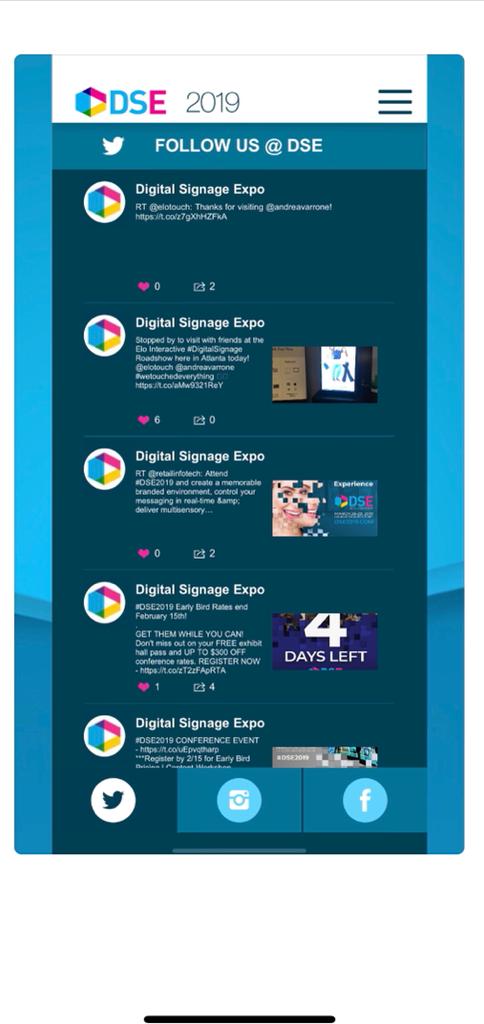 DSE 2019
FOLLOW US @ DSE
Digital Signage Expo
RT @elotouch: Thanks for visiting @andreavarrone!
https://t.co/z7gXhHZFkA
0 2
Digital Signage Expo
Stopped by to visit with friends at the
Elo Interactive #DigitalSignage
Roadshow here in Atlanta today!
@elotouch @andreavarrone
#wetouchedeverything
https://t.co/aMw9321ReY
6 0
Digital Signage Expo
RT @retailinfotech: Attend
#DSE2019 and create a memorable
branded environment, control your
messaging in real-time &amp;
deliver multisensory…
Experience
DSE
0 2
Digital Signage Expo
#DSE2019 Early Bird Rates end
February 15th!
.
GET THEM WHILE YOU CAN!
Don't miss out on your FREE exhibit
hall pass and UP TO $300 OFF
conference rates. REGISTER NOW
- https://t.co/zT2zFApRTA
4
DAYS LEFT
1 4
Digital Signage Expo
#DSE2019 CONFERENCE EVENT
- https://t.co/uEpvqtharp
***Register by 2/15 for Early Bird
#DSE2019